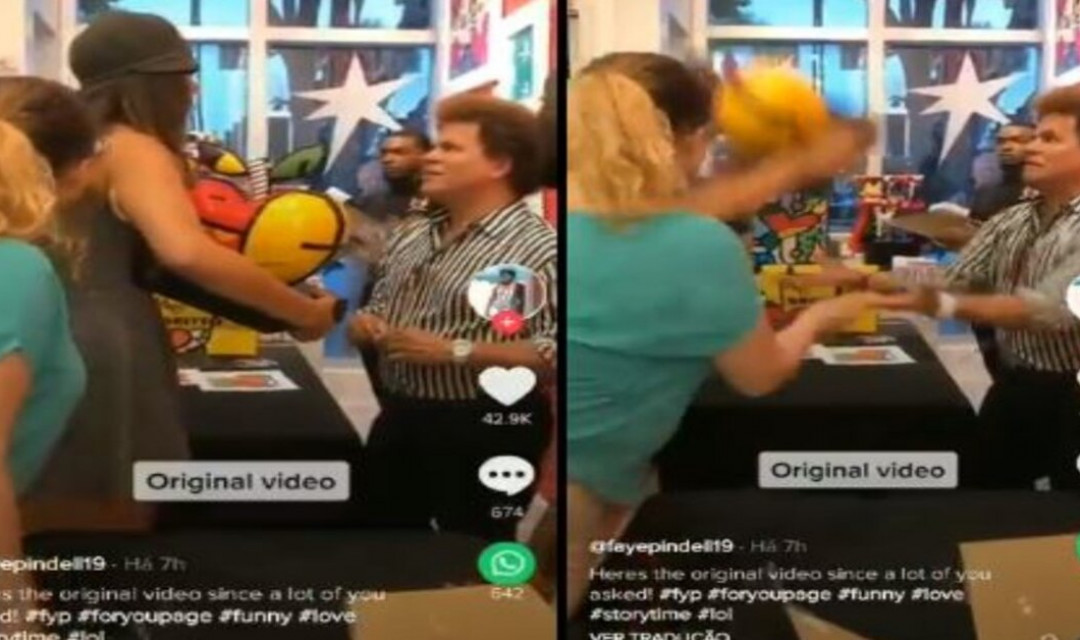 42.9K
Original video
674
epindell19 · Há 7h
642
s the original video since a lot of you
d! #fyp #foryoupage #funny #love
#lol
Original video
@fayepindell19 · Há 7h
Heres the original video since a lot of you
asked! #fyp #foryoupage #funny #love
#storytime #lol
VER TRADUÇÃO